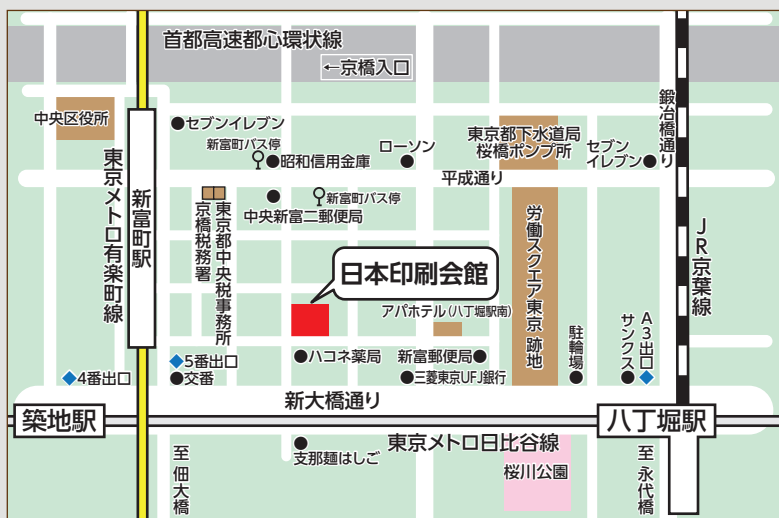 首都高速都心環状線
←京橋入口
中央区役所
セブンイレブン
新富町バス停
昭和信用金庫
ローソン
東京都下水道局
桜橋ポンプ所
セブン
イレブン
鍛冶橋通り
平成通り
東京メトロ有楽町線
新富町駅
新富町バス停
中央新富二郵便局
東京都中央税事務所
京橋税務署
労働スクエア東京 跡地
JR京葉線
日本印刷会館
アパホテル(八丁堀駅南)
ハコネ薬局
新富郵便局
駐輪場
サンクス
A3出口
4番出口
5番出口
交番
三菱東京UFJ銀行
新大橋通り
築地駅
八丁堀駅
東京メトロ日比谷線
支那麺はしご
桜川公園
至 佃大橋
至 永代橋